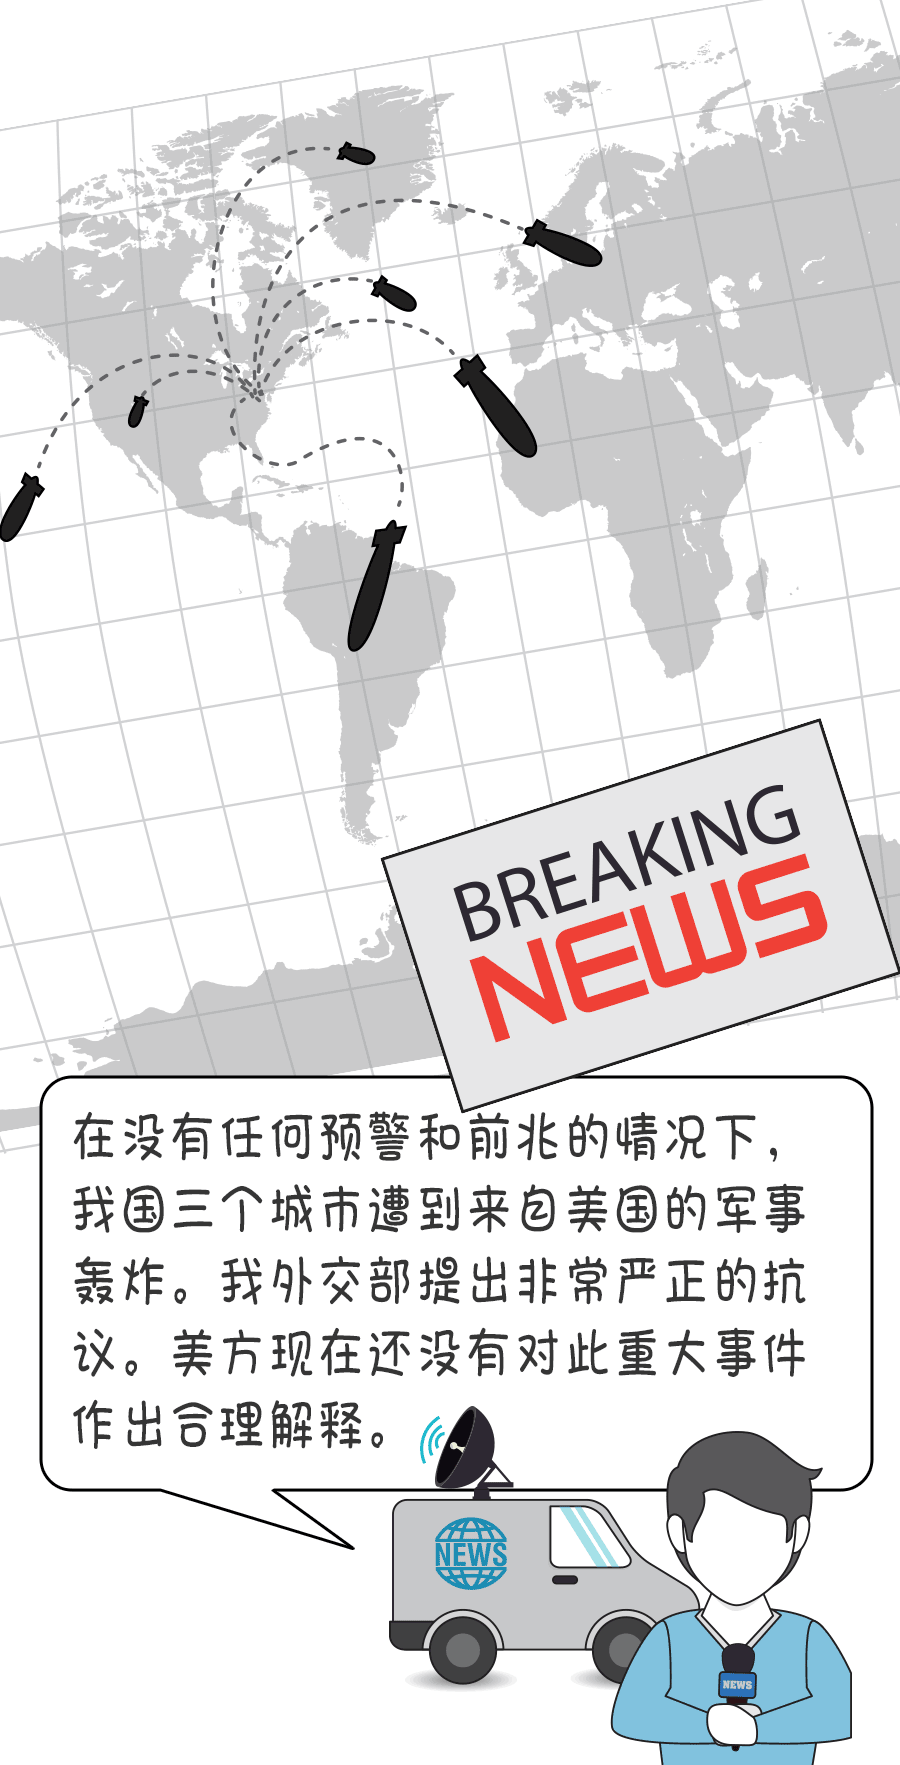 BREAKING
NEWS
在没有任何预警和前兆的情况下，
我国三个城市遭到来自美国的军事
轰炸。我外交部提出非常严正的抗
议。美方现在还没有对此重大事件
作出合理解释。
NEWS
NEWS